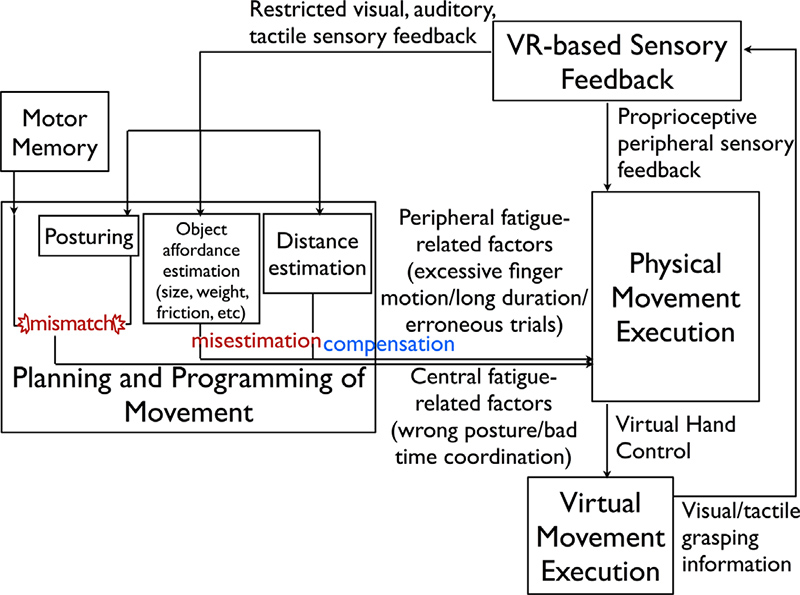 Restricted visual, auditory,
tactile sensory feedback
VR-based Sensory
Feedback
Motor
Memory
Proprioceptive
peripheral sensory
feedback
Posturing
Object
affordance
estimation
(size, weight,
friction, etc)
Distance
estimation
Peripheral fatigue-
related factors
(excessive finger
motion/long duration/
erroneous trials)
Physical
Movement
Execution
mismatch
misestimation
compensation
Planning and Programming of
Movement
Central fatigue-
related factors
(wrong posture/bad
time coordination)
Virtual Hand
Control
Virtual
Movement
Execution
Visual/tactile
grasping
information